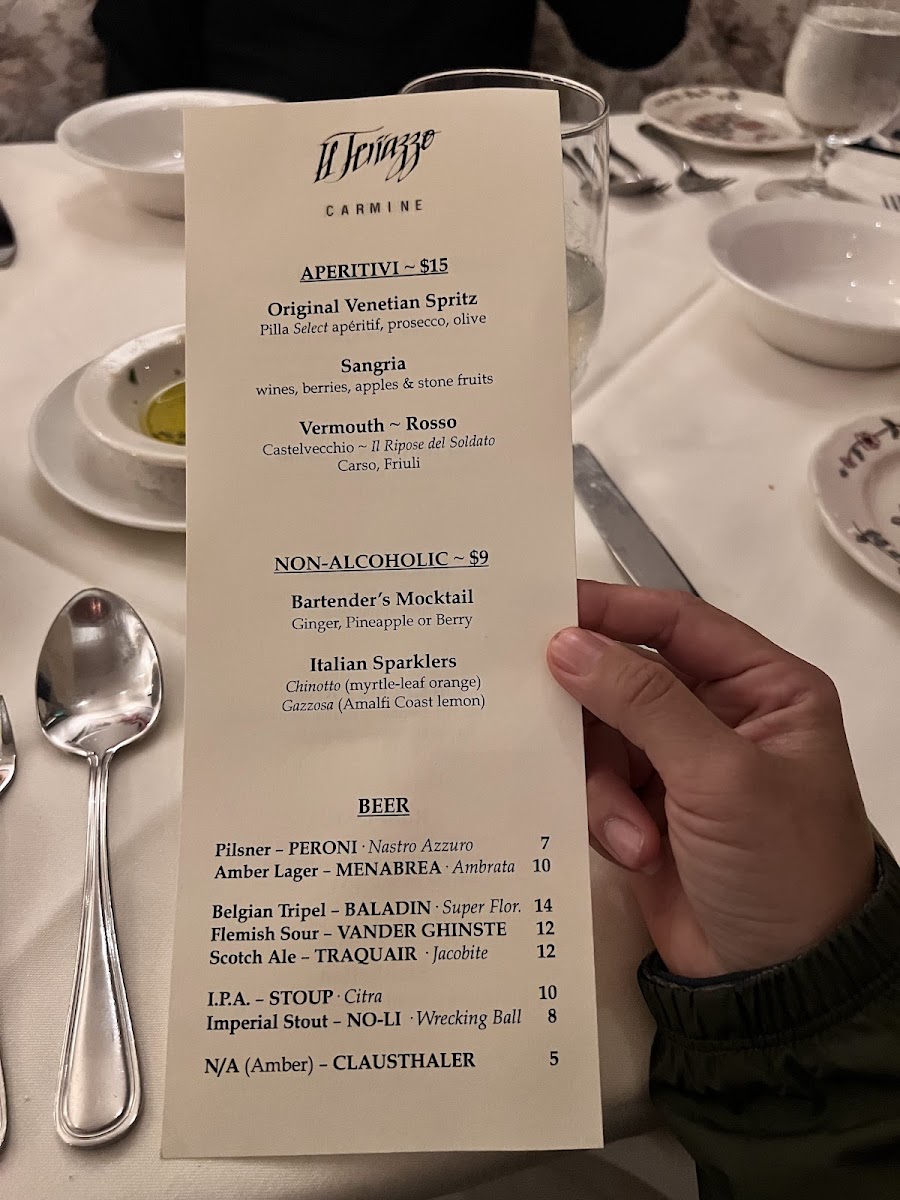 Il Terrazzo
CARMINE
APERITIVI ~ $15
Original Venetian Spritz
Pilla Select apéritif, prosecco, olive
Sangria
wines, berries, apples & stone fruits
Vermouth ~ Rosso
Castelvecchio ~ Il Ripose del Soldato
Carso, Friuli
NON-ALCOHOLIC ~ $9
Bartender's Mocktail
Ginger, Pineapple or Berry
Italian Sparklers
Chinotto (myrtle-leaf orange)
Gazzosa (Amalfi Coast lemon)
BEER
Pilsner – PERONI · Nastro Azzuro 7
Amber Lager – MENABREA · Ambrata 10
Belgian Tripel – BALADIN · Super Flor. 14
Flemish Sour – VANDER GHINSTE 12
Scotch Ale – TRAQUAIR · Jacobite 12
I.P.A. – STOUP · Citra 10
Imperial Stout – NO-LI · Wrecking Ball 8
N/A (Amber) – CLAUSTHALER 5